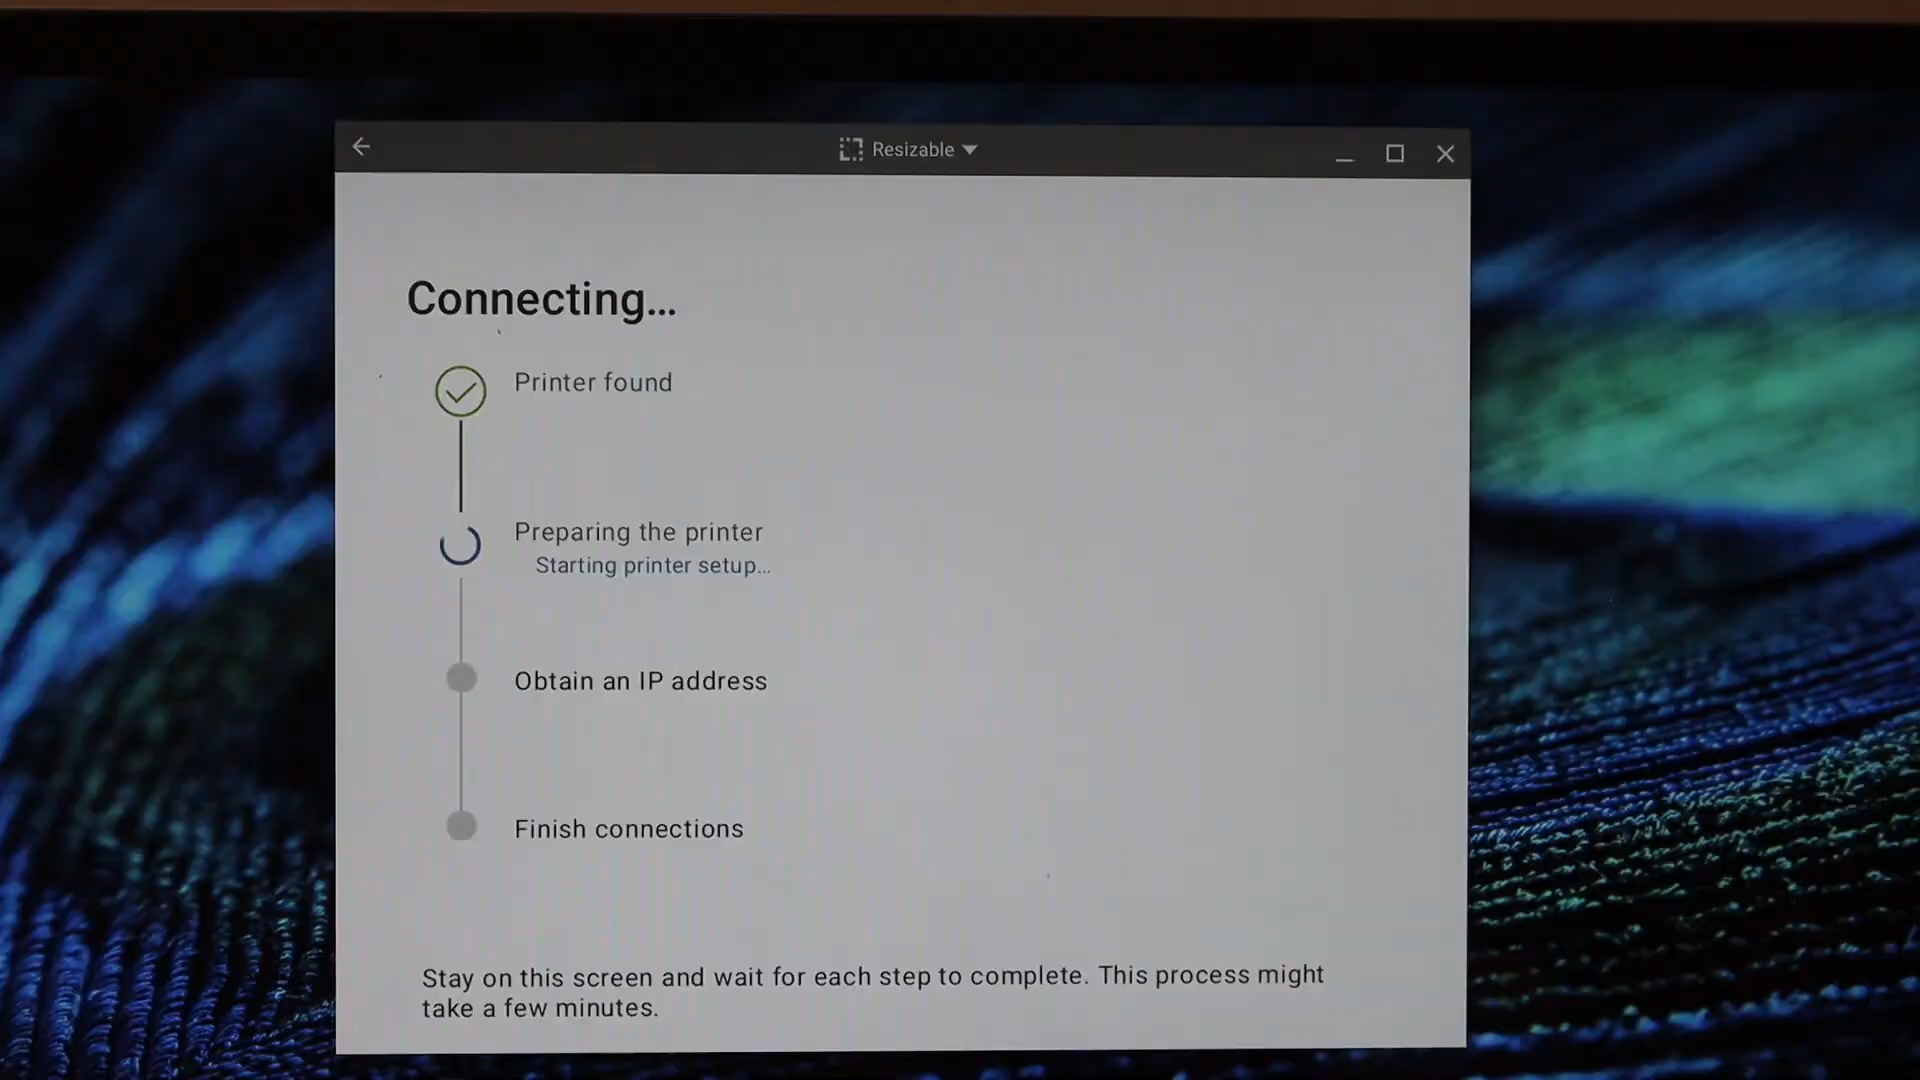 Resizable
Connecting...
Printer found
Preparing the printer
Starting printer setup...
Obtain an IP address
Finish connections
Stay on this screen and wait for each step to complete. This process might
take a few minutes.